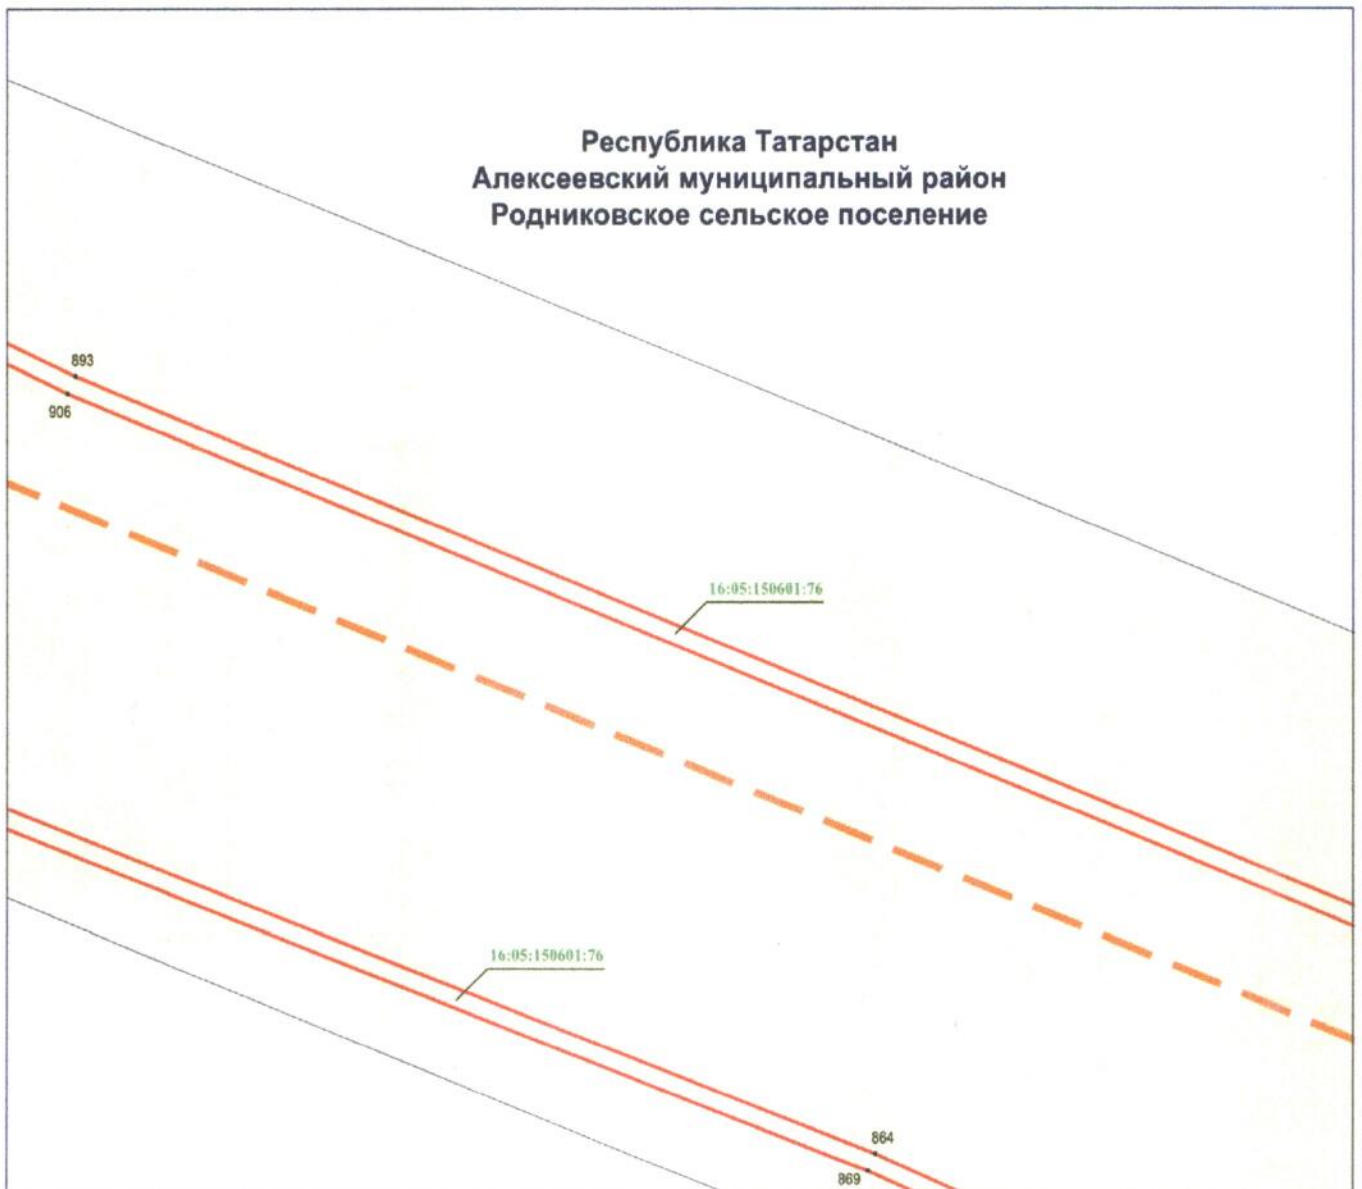 Республика Татарстан
Алексеевский муниципальный район
Родниковское сельское поселение
893
906
16:05:150601:76
16:05:150601:76
864
869